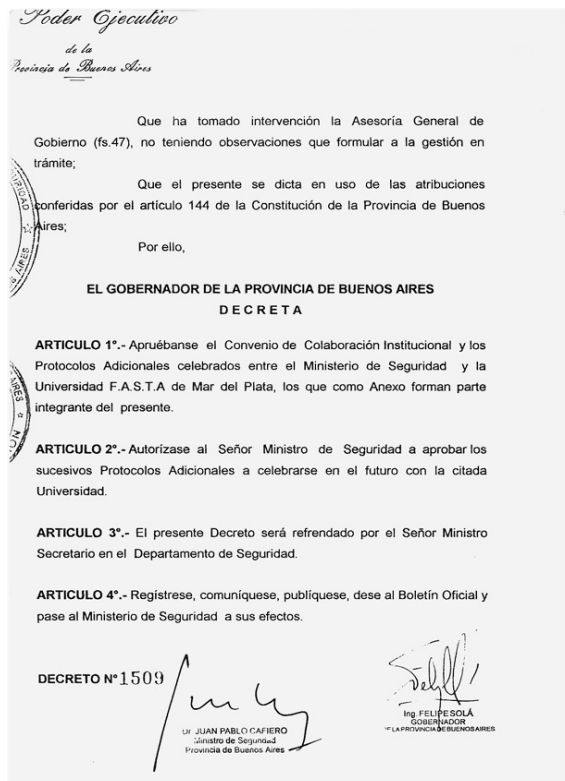 Poder Ejecutivo
de la
Provincia de Buenos Aires
Que ha tomado intervención la Asesoría General de
Gobierno (fs.47), no teniendo observaciones que formular a la gestión en
trámite;
Que el presente se dicta en uso de las atribuciones
conferidas por el artículo 144 de la Constitución de la Provincia de Buenos
Aires;
Por ello,
EL GOBERNADOR DE LA PROVINCIA DE BUENOS AIRES
D E C R E T A
ARTICULO 1°.- Apruébanse el Convenio de Colaboración Institucional y los
Protocolos Adicionales celebrados entre el Ministerio de Seguridad y la
Universidad F.A.S.T.A de Mar del Plata, los que como Anexo forman parte
integrante del presente.
ARTICULO 2°.- Autorízase al Señor Ministro de Seguridad a aprobar los
sucesivos Protocolos Adicionales a celebrarse en el futuro con la citada
Universidad.
ARTICULO 3°.- El presente Decreto será refrendado por el Señor Ministro
Secretario en el Departamento de Seguridad.
ARTICULO 4°.- Regístrese, comuníquese, publíquese, dese al Boletín Oficial y
pase al Ministerio de Seguridad a sus efectos.
DECRETO N° 1509
Dr JUAN PABLO CAFIERO
Ministro de Seguridad
Provincia de Buenos Aires
Ing. FELIPE SOLÁ
GOBERNADOR
DE LA PROVINCIA DE BUENOS AIRES